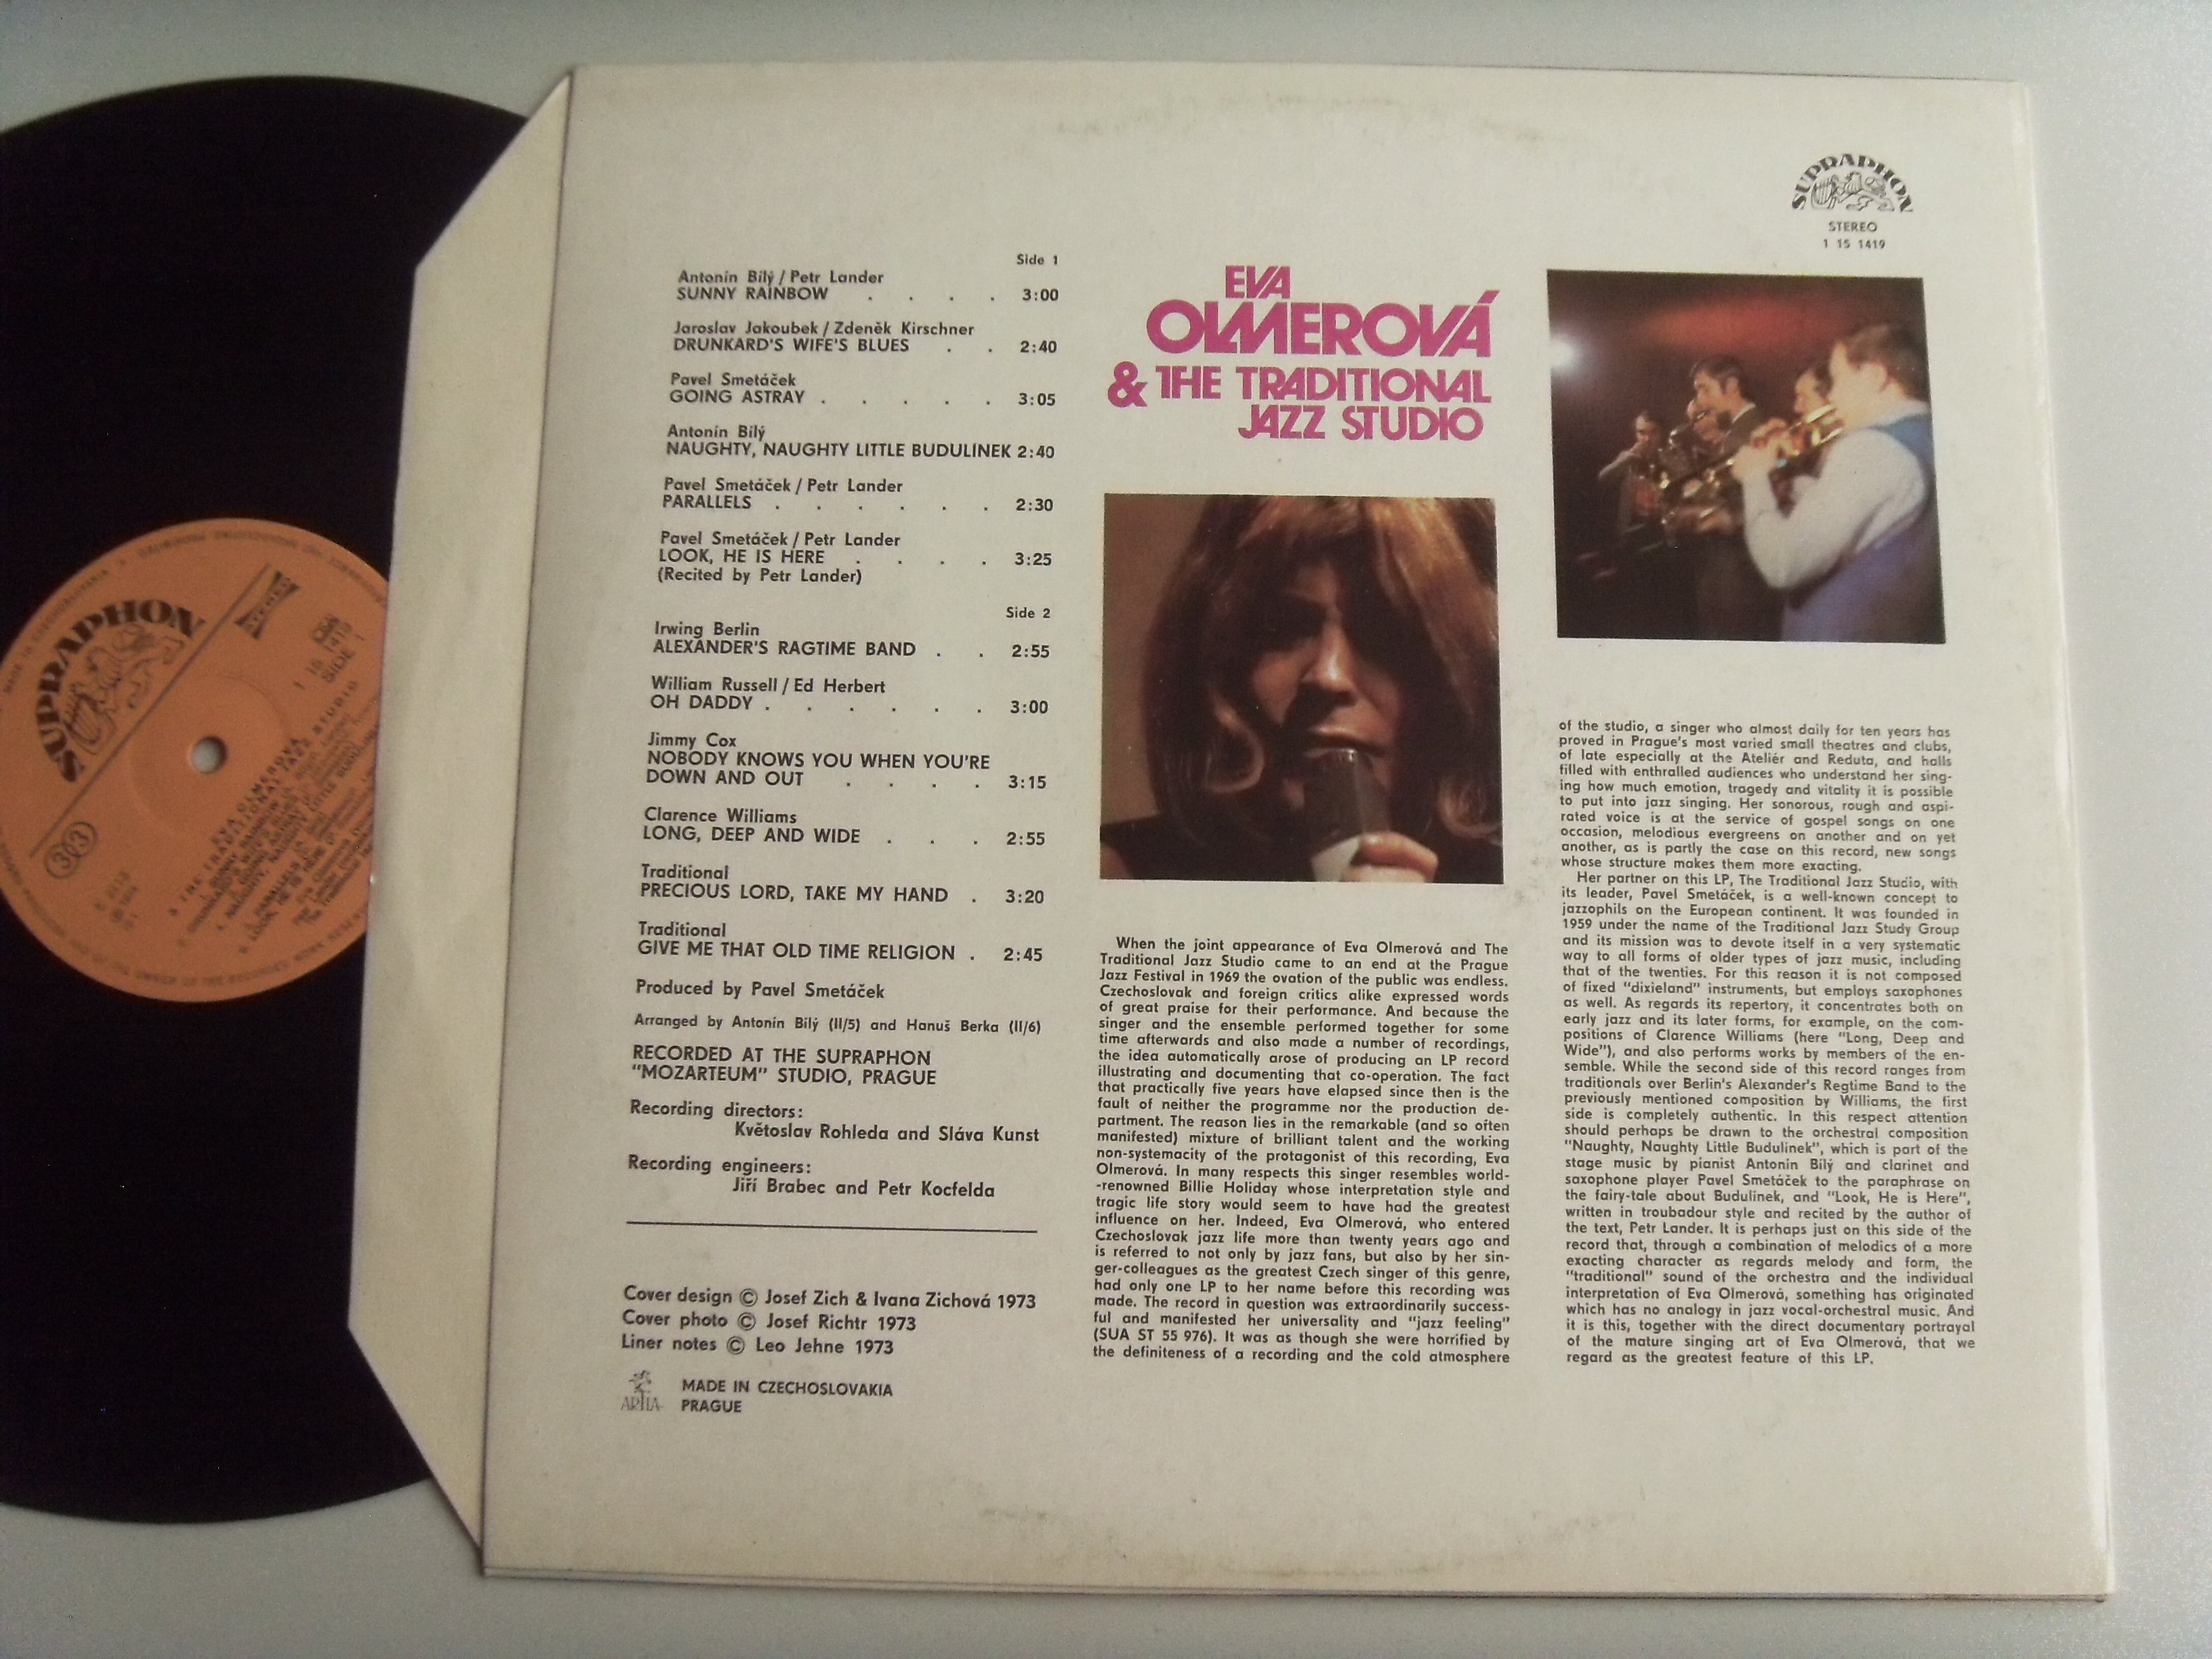 SUPRAPHON
STEREO
1 15 1419
Side 1
Antonín Bílý / Petr Lander
SUNNY RAINBOW . . . . 3:00
Jaroslav Jakoubek / Zdeněk Kirschner
DRUNKARD'S WIFE'S BLUES . . 2:40
Pavel Smetáček
GOING ASTRAY . . . . . 3:05
Antonín Bílý
NAUGHTY, NAUGHTY LITTLE BUDULÍNEK 2:40
Pavel Smetáček / Petr Lander
PARALLELS . . . . . . 2:30
Pavel Smetáček / Petr Lander
LOOK, HE IS HERE . . . . 3:25
(Recited by Petr Lander)
Side 2
Irwing Berlin
ALEXANDER'S RAGTIME BAND . . 2:55
William Russell / Ed Herbert
OH DADDY . . . . . . 3:00
Jimmy Cox
NOBODY KNOWS YOU WHEN YOU'RE
DOWN AND OUT . . . . 3:15
Clarence Williams
LONG, DEEP AND WIDE . . . 2:55
Traditional
PRECIOUS LORD, TAKE MY HAND . 3:20
Traditional
GIVE ME THAT OLD TIME RELIGION . 2:45
Produced by Pavel Smetáček
Arranged by Antonín Bílý (II/5) and Hanuš Berka (II/6)
RECORDED AT THE SUPRAPHON
"MOZARTEUM" STUDIO, PRAGUE
Recording directors:
Květoslav Rohleda and Sláva Kunst
Recording engineers:
Jiří Brabec and Petr Kocfelda
Cover design © Josef Zich & Ivana Zichová 1973
Cover photo © Josef Richtr 1973
Liner notes © Leo Jehne 1973
ARTIA
MADE IN CZECHOSLOVAKIA
PRAGUE
EVA
OLMEROVÁ
& THE TRADITIONAL
JAZZ STUDIO
When the joint appearance of Eva Olmerová and The
Traditional Jazz Studio came to an end at the Prague
Jazz Festival in 1969 the ovation of the public was endless.
Czechoslovak and foreign critics alike expressed words
of great praise for their performance. And because the
singer and the ensemble performed together for some
time afterwards and also made a number of recordings,
the idea automatically arose of producing an LP record
illustrating and documenting that co-operation. The fact
that practically five years have elapsed since then is the
fault of neither the programme nor the production de-
partment. The reason lies in the remarkable (and so often
manifested) mixture of brilliant talent and the working
non-systemacity of the protagonist of this recording, Eva
Olmerová. In many respects this singer resembles world-
-renowned Billie Holiday whose interpretation style and
tragic life story would seem to have had the greatest
influence on her. Indeed, Eva Olmerová, who entered
Czechoslovak jazz life more than twenty years ago and
is referred to not only by jazz fans, but also by her sin-
ger-colleagues as the greatest Czech singer of this genre,
had only one LP to her name before this recording was
made. The record in question was extraordinarily success-
ful and manifested her universality and "jazz feeling"
(SUA ST 55 976). It was as though she were horrified by
the definiteness of a recording and the cold atmosphere
of the studio, a singer who almost daily for ten years has
proved in Prague's most varied small theatres and clubs,
of late especially at the Ateliér and Reduta, and halls
filled with enthralled audiences who understand her sing-
ing how much emotion, tragedy and vitality it is possible
to put into jazz singing. Her sonorous, rough and aspi-
rated voice is at the service of gospel songs on one
occasion, melodious evergreens on another and on yet
another, as is partly the case on this record, new songs
whose structure makes them more exacting.
Her partner on this LP, The Traditional Jazz Studio, with
its leader, Pavel Smetáček, is a well-known concept to
jazzophils on the European continent. It was founded in
1959 under the name of the Traditional Jazz Study Group
and its mission was to devote itself in a very systematic
way to all forms of older types of jazz music, including
that of the twenties. For this reason it is not composed
of fixed "dixieland" instruments, but employs saxophones
as well. As regards its repertory, it concentrates both on
early jazz and its later forms, for example, on the com-
positions of Clarence Williams (here "Long, Deep and
Wide"), and also performs works by members of the en-
semble. While the second side of this record ranges from
traditionals over Berlin's Alexander's Regtime Band to the
previously mentioned composition by Williams, the first
side is completely authentic. In this respect attention
should perhaps be drawn to the orchestral composition
"Naughty, Naughty Little Budulínek", which is part of the
stage music by pianist Antonín Bílý and clarinet and
saxophone player Pavel Smetáček to the paraphrase on
the fairy-tale about Budulínek, and "Look, He is Here",
written in troubadour style and recited by the author of
the text, Petr Lander. It is perhaps just on this side of the
record that, through a combination of melodics of a more
exacting character as regards melody and form, the
"traditional" sound of the orchestra and the individual
interpretation of Eva Olmerová, something has originated
which has no analogy in jazz vocal-orchestral music. And
it is this, together with the direct documentary portrayal
of the mature singing art of Eva Olmerová, that we
regard as the greatest feature of this LP.
SUPRAPHON
STEREO
1 15 1419
SIDE 1
33
EVA OLMEROVÁ
& THE TRADITIONAL JAZZ STUDIO